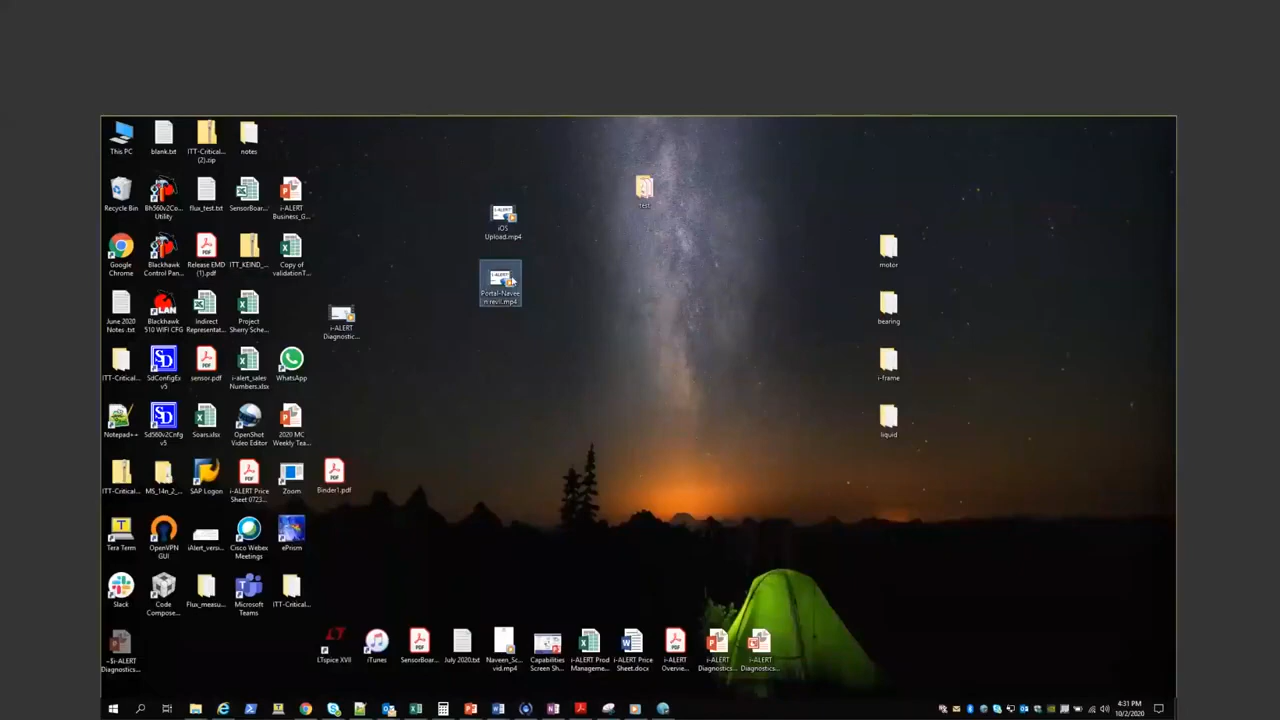 This PC
blank.txt
ITT-Critical...
(2).zip
notes
Recycle Bin
Bh560v2Co...
Utility
flux_test.txt
SensorBoar...
i-ALERT
Business_G...
Google
Chrome
Blackhawk
Control Pan...
Release EMD
(1).pdf
ITT_KEIND_...
Copy of
validationT...
June 2020
Notes .txt
Blackhawk
510 WIFI CFG
Indirect
Representat...
Project
Sherry Sche...
ITT-Critical...
SdConfigEx
v5
sensor.pdf
i-alert_sales
Numbers.xlsx
WhatsApp
Notepad++
Sd560v2Cnfg
v5
Soars.xlsx
OpenShot
Video Editor
2020 MC
Weekly Tea...
ITT-Critical...
MS_14n_2_...
SAP Logon
i-ALERT Price
Sheet 0723...
Zoom
Binder1.pdf
Tera Term
OpenVPN
GUI
iAlert_versi...
Cisco Webex
Meetings
ePrism
Slack
Code
Compose...
Flux_measu...
Microsoft
Teams
ITT-Critical...
~$i-ALERT
Diagnostics...
i-ALERT
Diagnostic...
iOS
Upload.mp4
i-ALERT
Portal-Navee
n revII.mp4
test
motor
bearing
i-frame
liquid
LTspice XVII
iTunes
SensorBoar...
July 2020.txt
Naveen_Sc...
vid.mp4
Capabilities
Screen Sh...
i-ALERT Prod
Manageme...
i-ALERT Price
Sheet.docx
i-ALERT
Overvie...
i-ALERT
Diagnostics...
i-ALERT
Diagnostics...
4:31 PM
10/2/2020